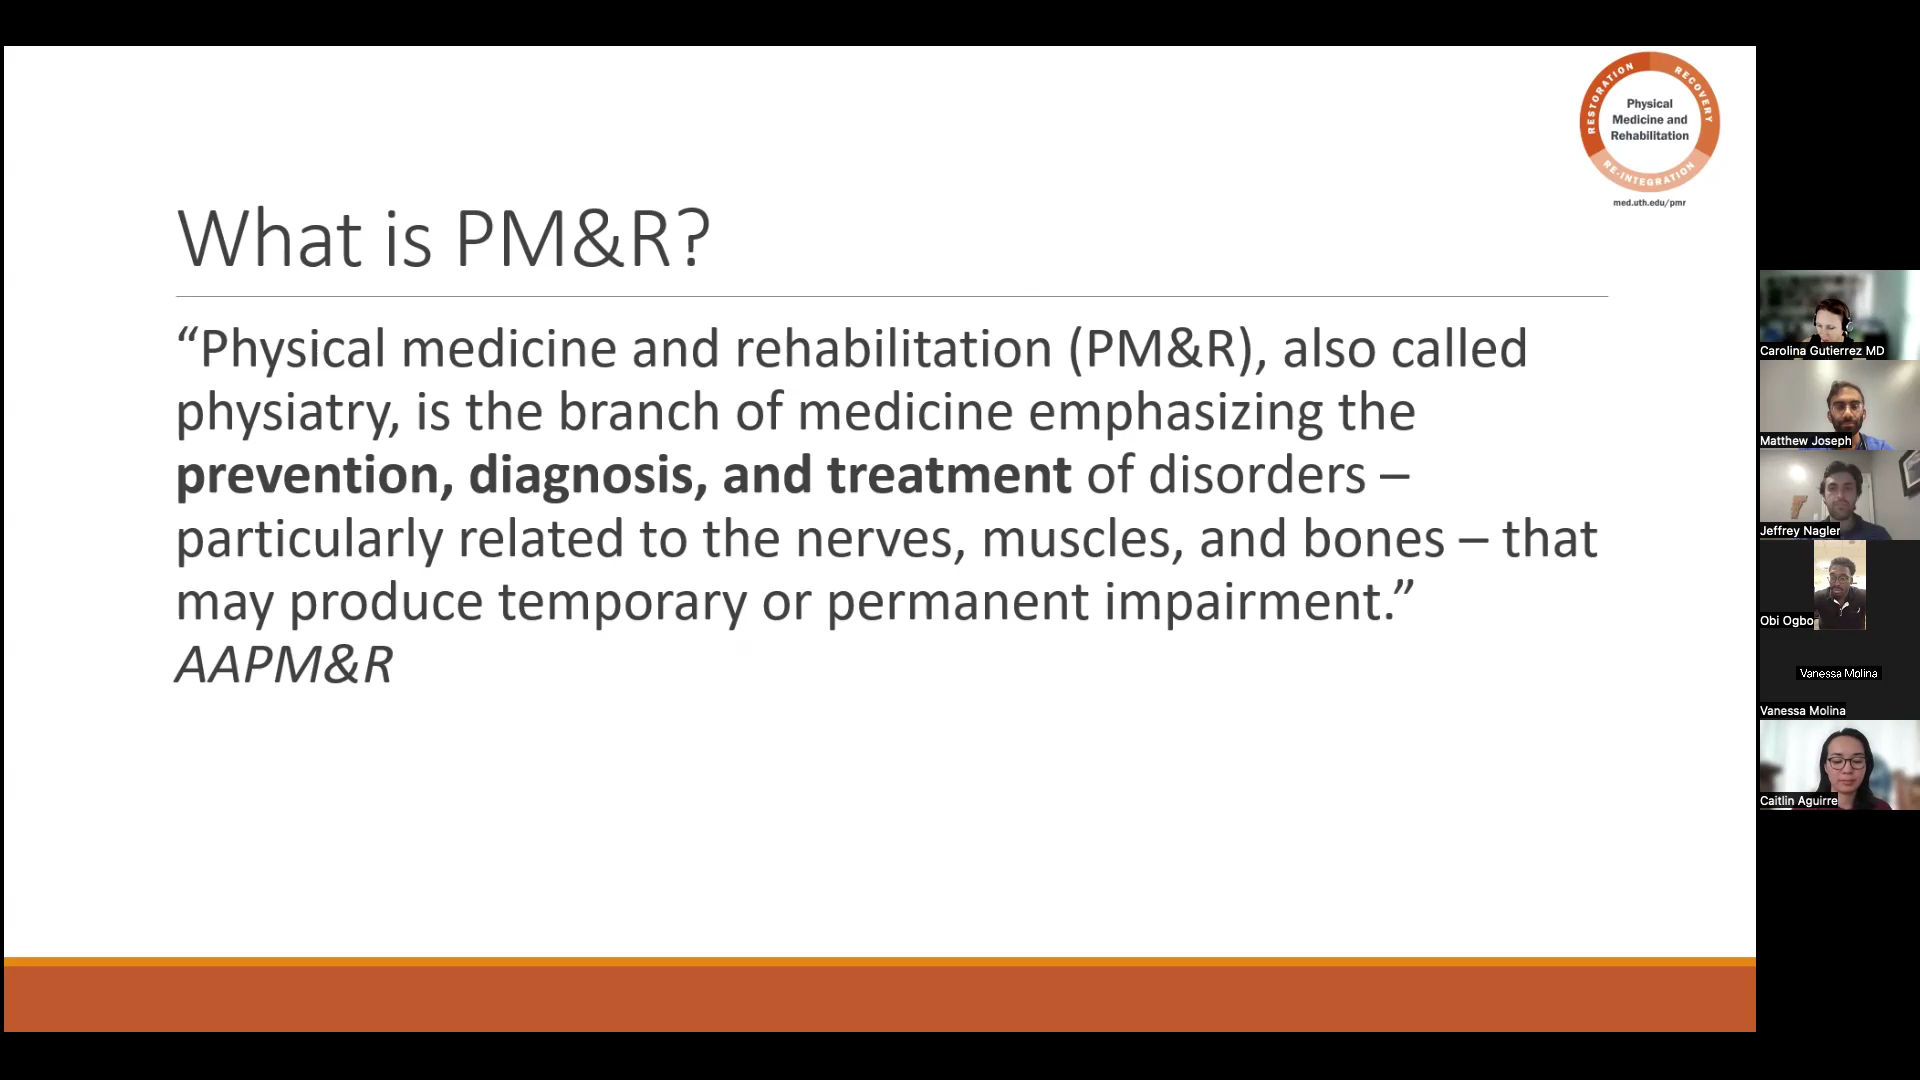 RESTORATION
RECOVERY
RE-INTEGRATION
Physical
Medicine and
Rehabilitation
med.uth.edu/pmr
What is PM&R?
“Physical medicine and rehabilitation (PM&R), also called
physiatry, is the branch of medicine emphasizing the
prevention, diagnosis, and treatment of disorders –
particularly related to the nerves, muscles, and bones – that
may produce temporary or permanent impairment.”
AAPM&R
Carolina Gutierrez MD
Matthew Joseph
Jeffrey Nagler
Obi Ogbo
Vanessa Molina
Vanessa Molina
Caitlin Aguirre